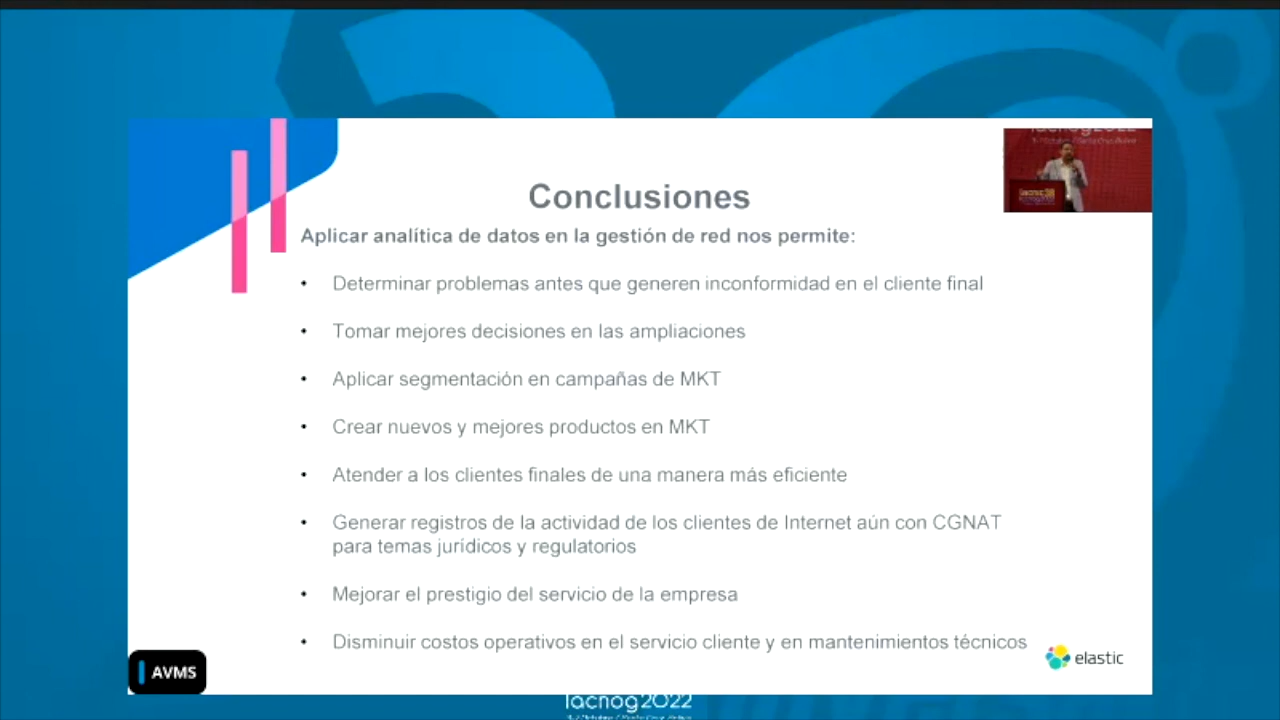 Conclusiones
Aplicar analítica de datos en la gestión de red nos permite:
• Determinar problemas antes que generen inconformidad en el cliente final
• Tomar mejores decisiones en las ampliaciones
• Aplicar segmentación en campañas de MKT
• Crear nuevos y mejores productos en MKT
• Atender a los clientes finales de una manera más eficiente
• Generar registros de la actividad de los clientes de Internet aún con CGNAT
para temas jurídicos y regulatorios
• Mejorar el prestigio del servicio de la empresa
• Disminuir costos operativos en el servicio cliente y en mantenimientos técnicos
elastic
AVMS
lacnog2022